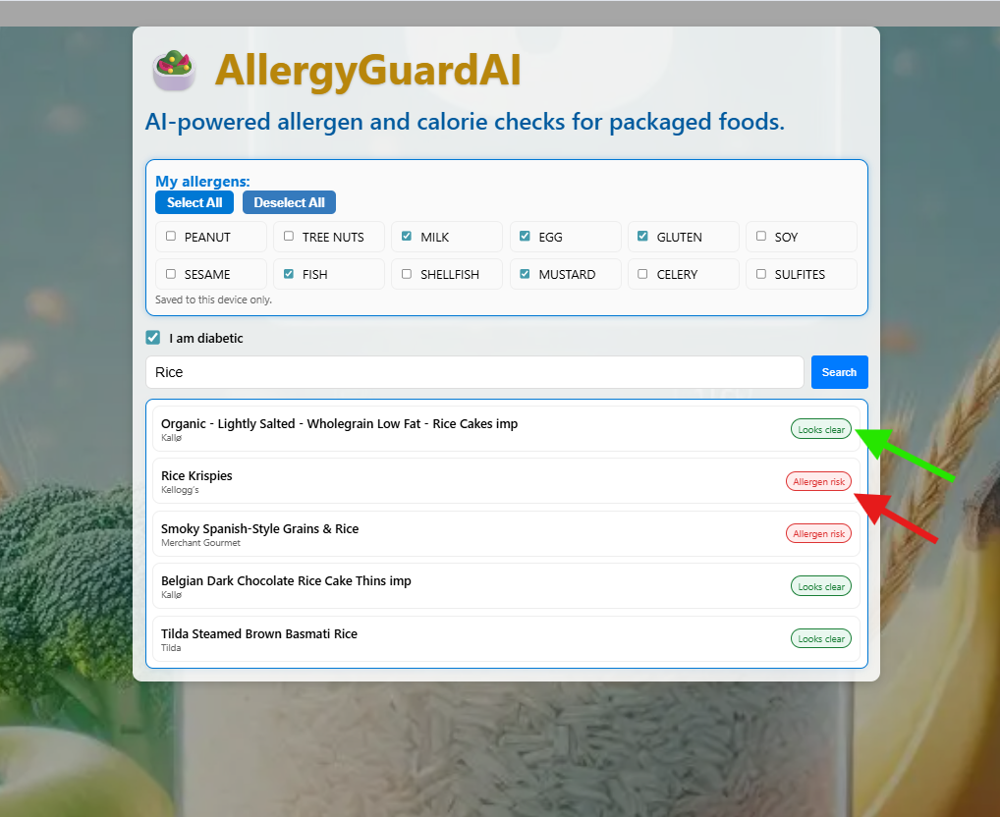 AllergyGuardAI
AI-powered allergen and calorie checks for packaged foods.
My allergens:
Select All Deselect All
PEANUT TREE NUTS MILK EGG GLUTEN SOY
SESAME FISH SHELLFISH MUSTARD CELERY SULFITES
Saved to this device only.
I am diabetic
Rice Search
Organic - Lightly Salted - Wholegrain Low Fat - Rice Cakes imp
Kallø
Looks clear
Rice Krispies
Kellogg's
Allergen risk
Smoky Spanish-Style Grains & Rice
Merchant Gourmet
Allergen risk
Belgian Dark Chocolate Rice Cake Thins imp
Kallø
Looks clear
Tilda Steamed Brown Basmati Rice
Tilda
Looks clear